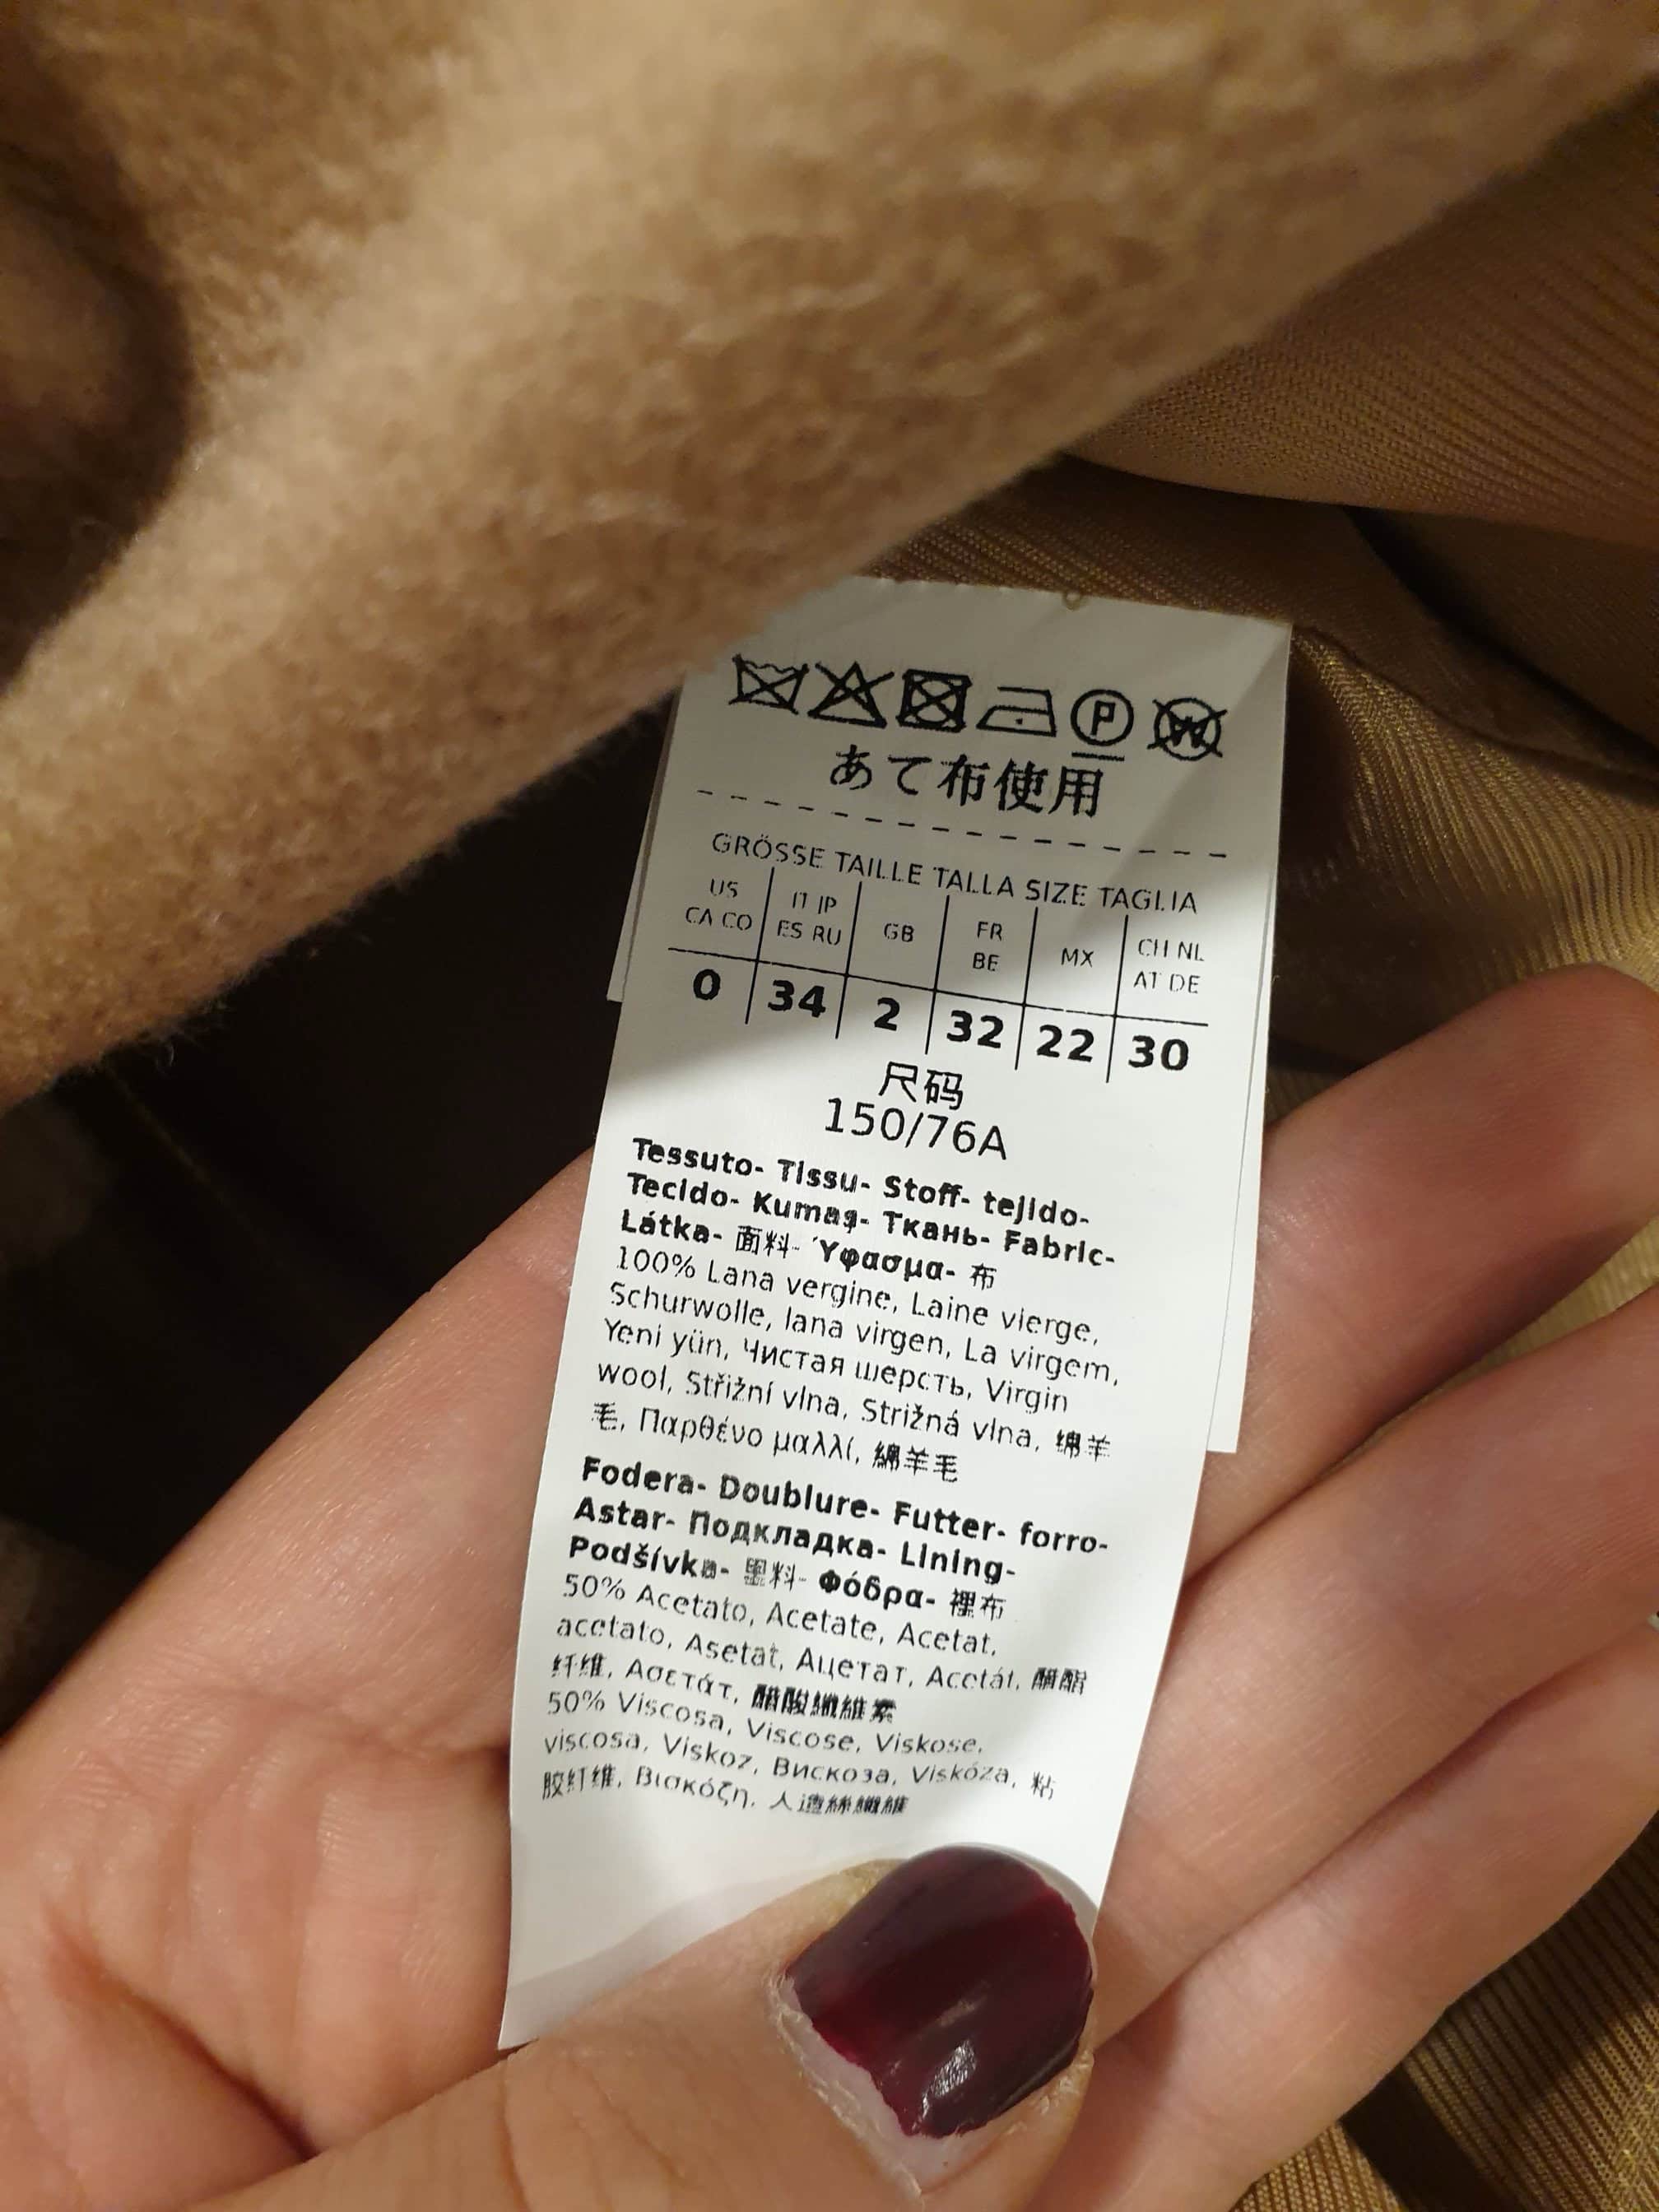 P W
あて布使用
GRÖSSE TAILLE TALLA SIZE TAGLIA
US CA CO | IT JP ES RU | GB | FR BE | MX | CH NL AT DE
0 | 34 | 2 | 32 | 22 | 30
尺码
150/76A
Tessuto- Tissu- Stoff- tejido-
Tecido- Kumaş- Ткань- Fabric-
Látka- 面料- Ύφασμα- 布
100% Lana vergine, Laine vierge,
Schurwolle, lana virgen, La virgem,
Yeni yün, Чистая шерсть, Virgin
wool, Střižní vlna, Strižná vlna, 绵羊
毛, Παρθένο μαλλί, 綿羊毛
Fodera- Doublure- Futter- forro-
Astar- Подкладка- Lining-
Podšívka- 里料- Φόδρα- 裡布
50% Acetato, Acetate, Acetat,
acetato, Asetat, Ацетат, Acetát, 醋酯
纤维, Ασετάτ, 醋酸纖維素
50% Viscosa, Viscose, Viskose,
viscosa, Viskoz, Вискоза, Viskóza, 粘
胶纤维, Βισκόζη, 人造絲纖維